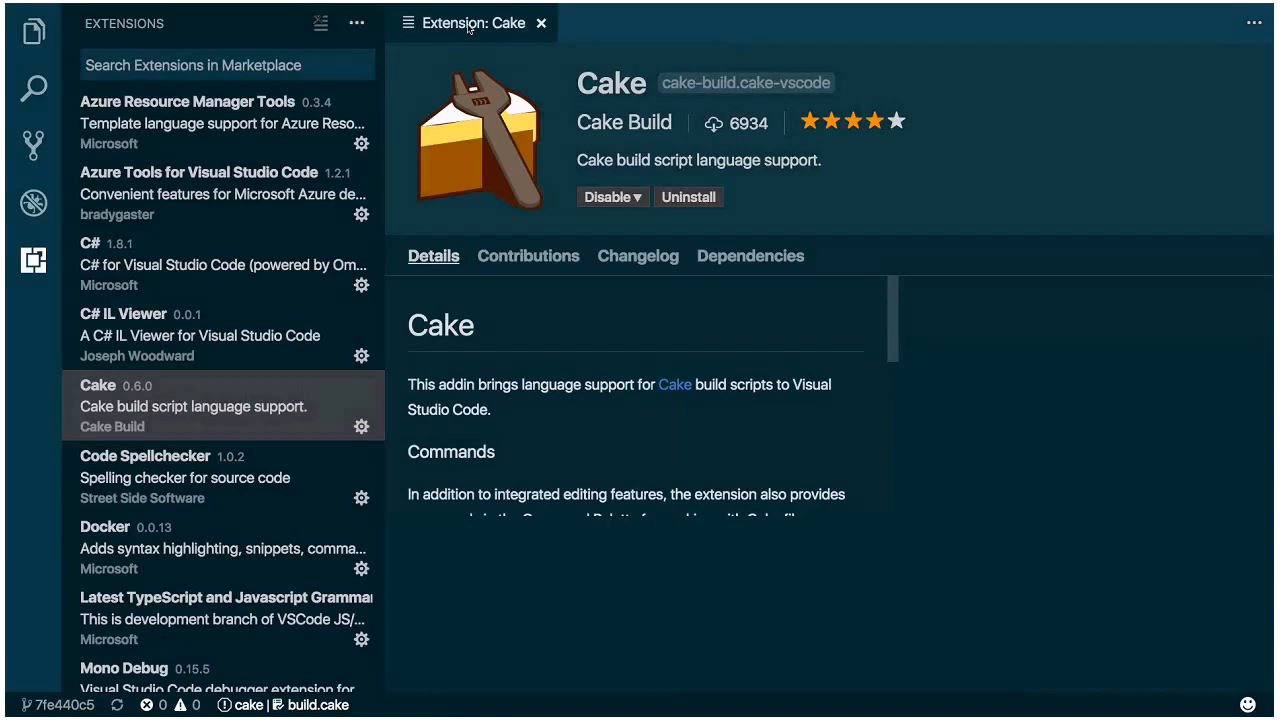 EXTENSIONS
Search Extensions in Marketplace
Azure Resource Manager Tools 0.3.4
Template language support for Azure Reso...
Microsoft
Azure Tools for Visual Studio Code 1.2.1
Convenient features for Microsoft Azure de...
bradygaster
C# 1.8.1
C# for Visual Studio Code (powered by Om...
Microsoft
C# IL Viewer 0.0.1
A C# IL Viewer for Visual Studio Code
Joseph Woodward
Cake 0.6.0
Cake build script language support.
Cake Build
Code Spellchecker 1.0.2
Spelling checker for source code
Street Side Software
Docker 0.0.13
Adds syntax highlighting, snippets, comma...
Microsoft
Latest TypeScript and Javascript Grammar
This is development branch of VSCode JS/...
Microsoft
Mono Debug 0.15.5
Visual Studio Code debugger extension for
Extension: Cake
Cake cake-build.cake-vscode
Cake Build 6934
Cake build script language support.
Disable Uninstall
Details Contributions Changelog Dependencies
Cake
This addin brings language support for Cake build scripts to Visual
Studio Code.
Commands
In addition to integrated editing features, the extension also provides
7fe440c5 0 0 cake | build.cake